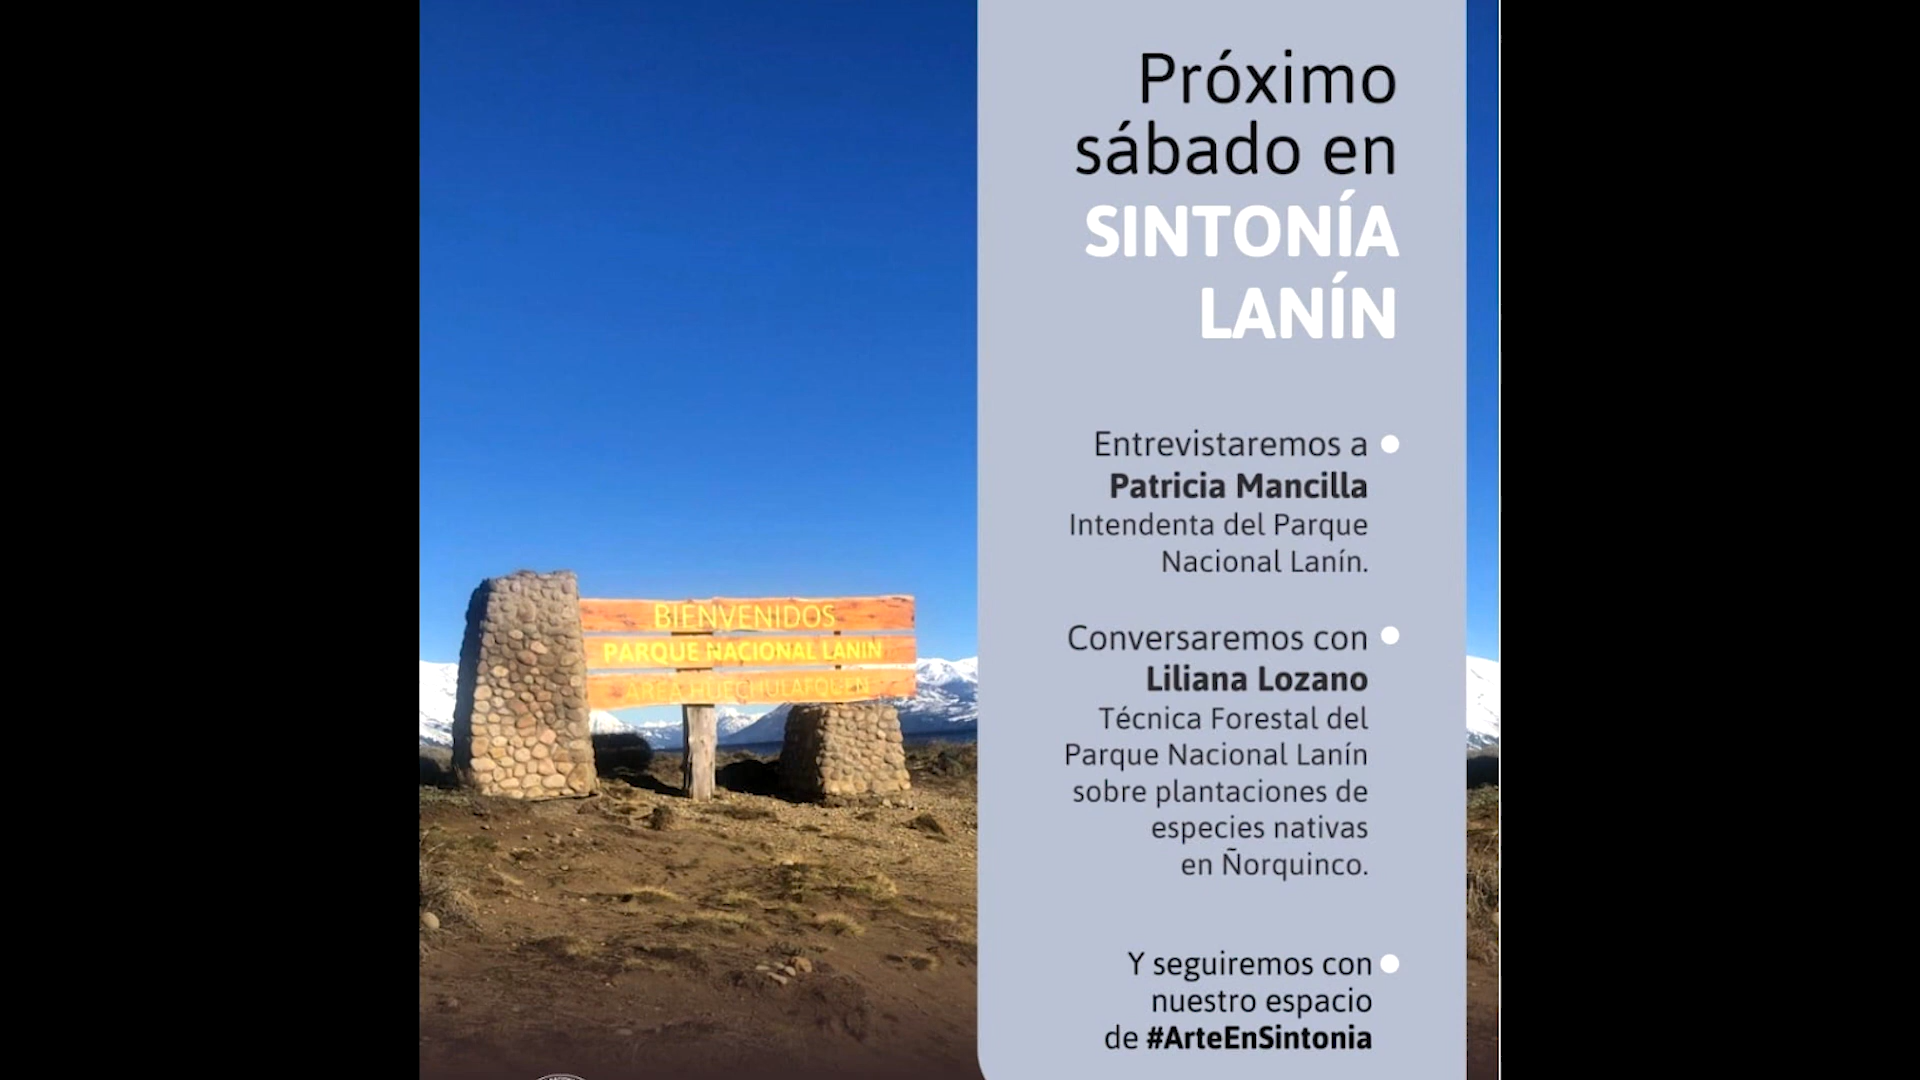 Próximo
sábado en
SINTONÍA
LANÍN
Entrevistaremos a
Patricia Mancilla
Intendenta del Parque
Nacional Lanín.
Conversaremos con
Liliana Lozano
Técnica Forestal del
Parque Nacional Lanín
sobre plantaciones de
especies nativas
en Ñorquinco.
Y seguiremos con
nuestro espacio
de #ArteEnSintonia
BIENVENIDOS
PARQUE NACIONAL LANIN
AREA HUECHULAFQUEN